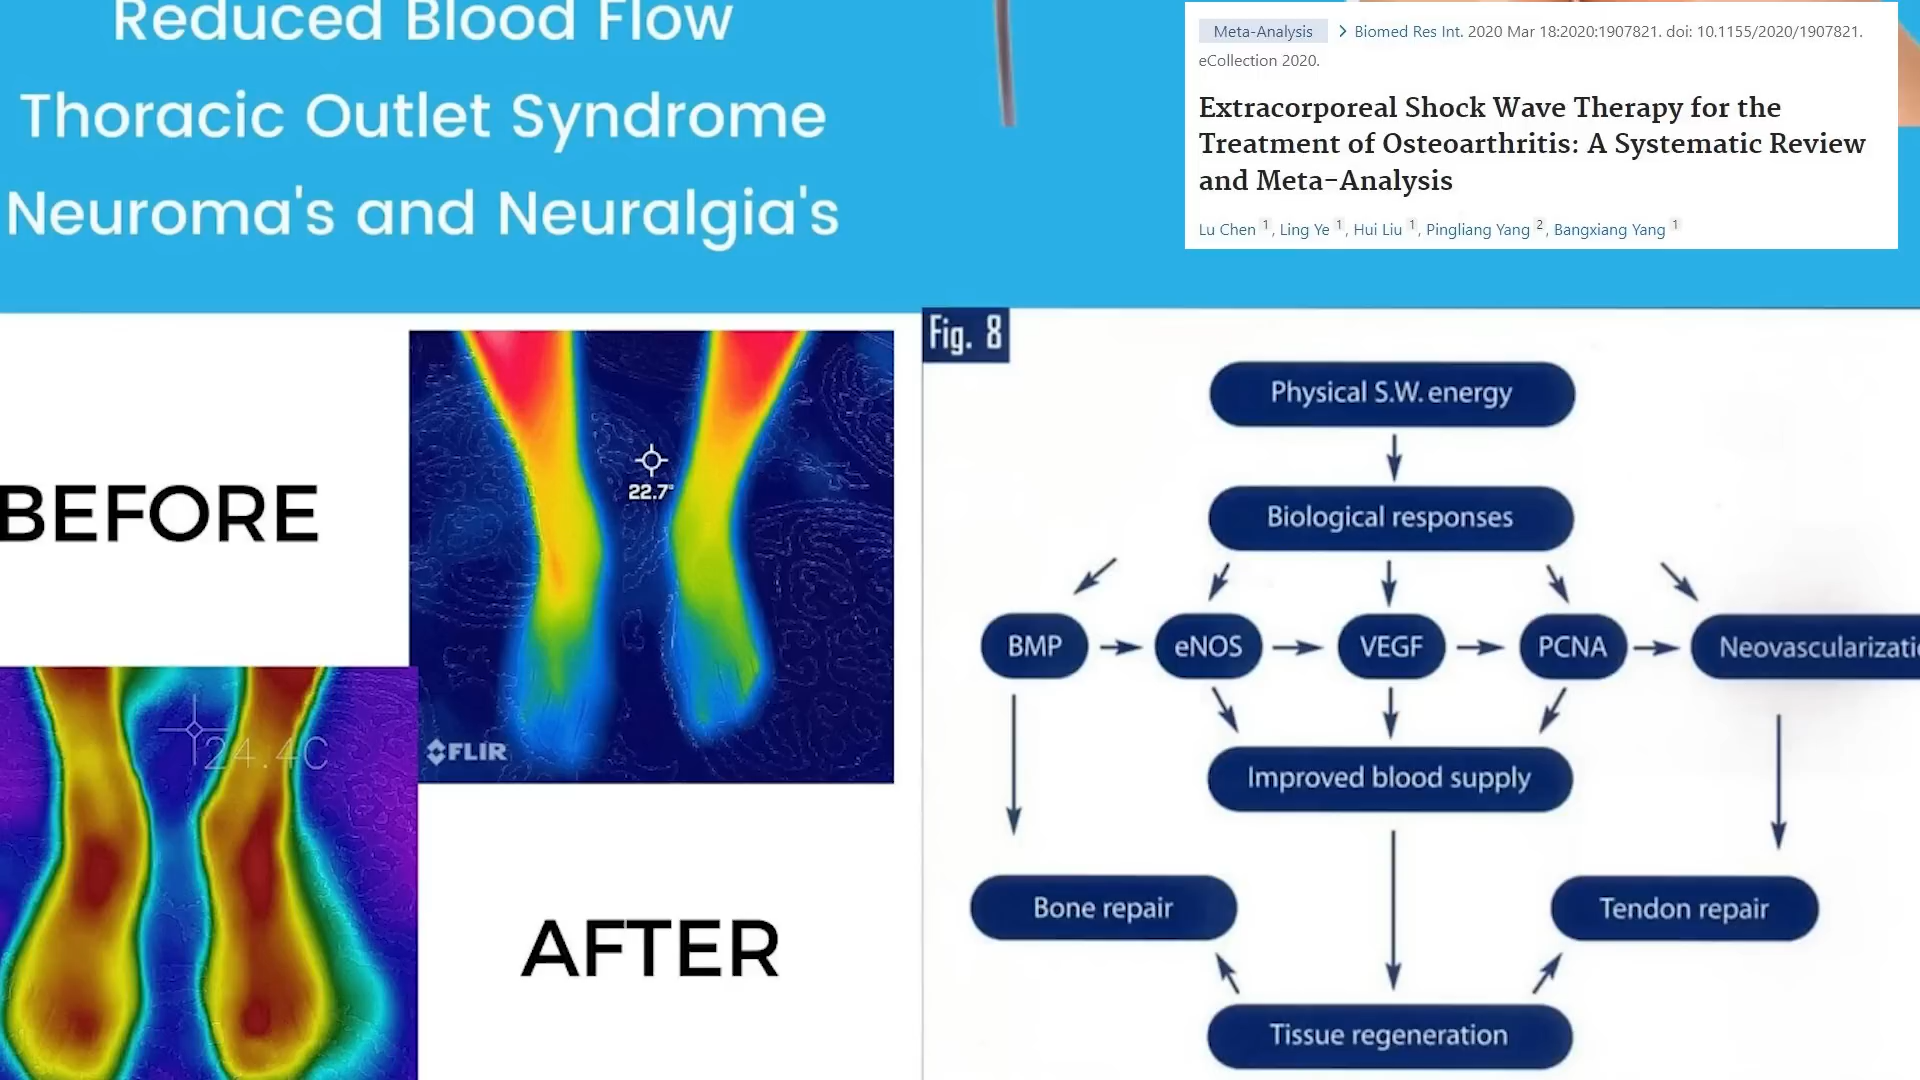 Reduced Blood Flow
Thoracic Outlet Syndrome
Neuroma's and Neuralgia's
Meta-Analysis > Biomed Res Int. 2020 Mar 18:2020:1907821. doi: 10.1155/2020/1907821.
eCollection 2020.
Extracorporeal Shock Wave Therapy for the
Treatment of Osteoarthritis: A Systematic Review
and Meta-Analysis
Lu Chen 1, Ling Ye 1, Hui Liu 1, Pingliang Yang 2, Bangxiang Yang 1
BEFORE
22.7°
FLIR
24.4C
AFTER
Fig. 8
Physical S.W. energy
Biological responses
BMP
eNOS
VEGF
PCNA
Neovascularizati
Improved blood supply
Bone repair
Tendon repair
Tissue regeneration